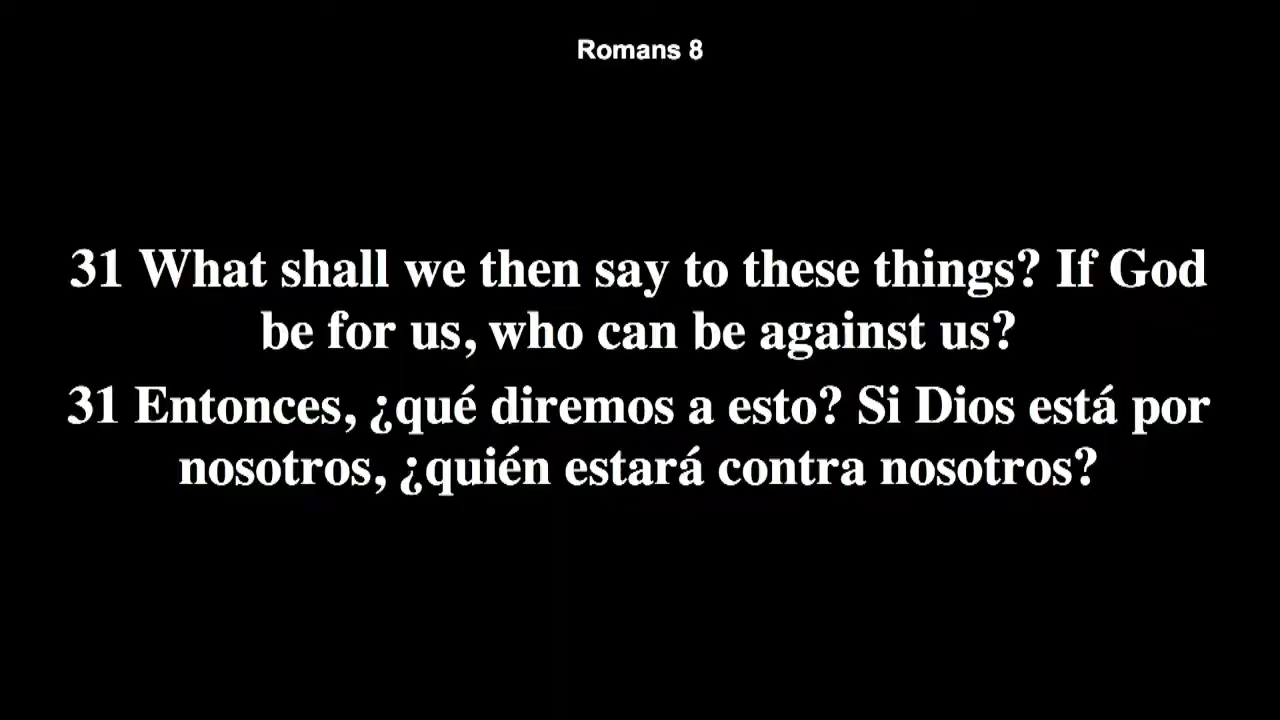 Romans 8
31 What shall we then say to these things? If God
be for us, who can be against us?
31 Entonces, ¿qué diremos a esto? Si Dios está por
nosotros, ¿quién estará contra nosotros?